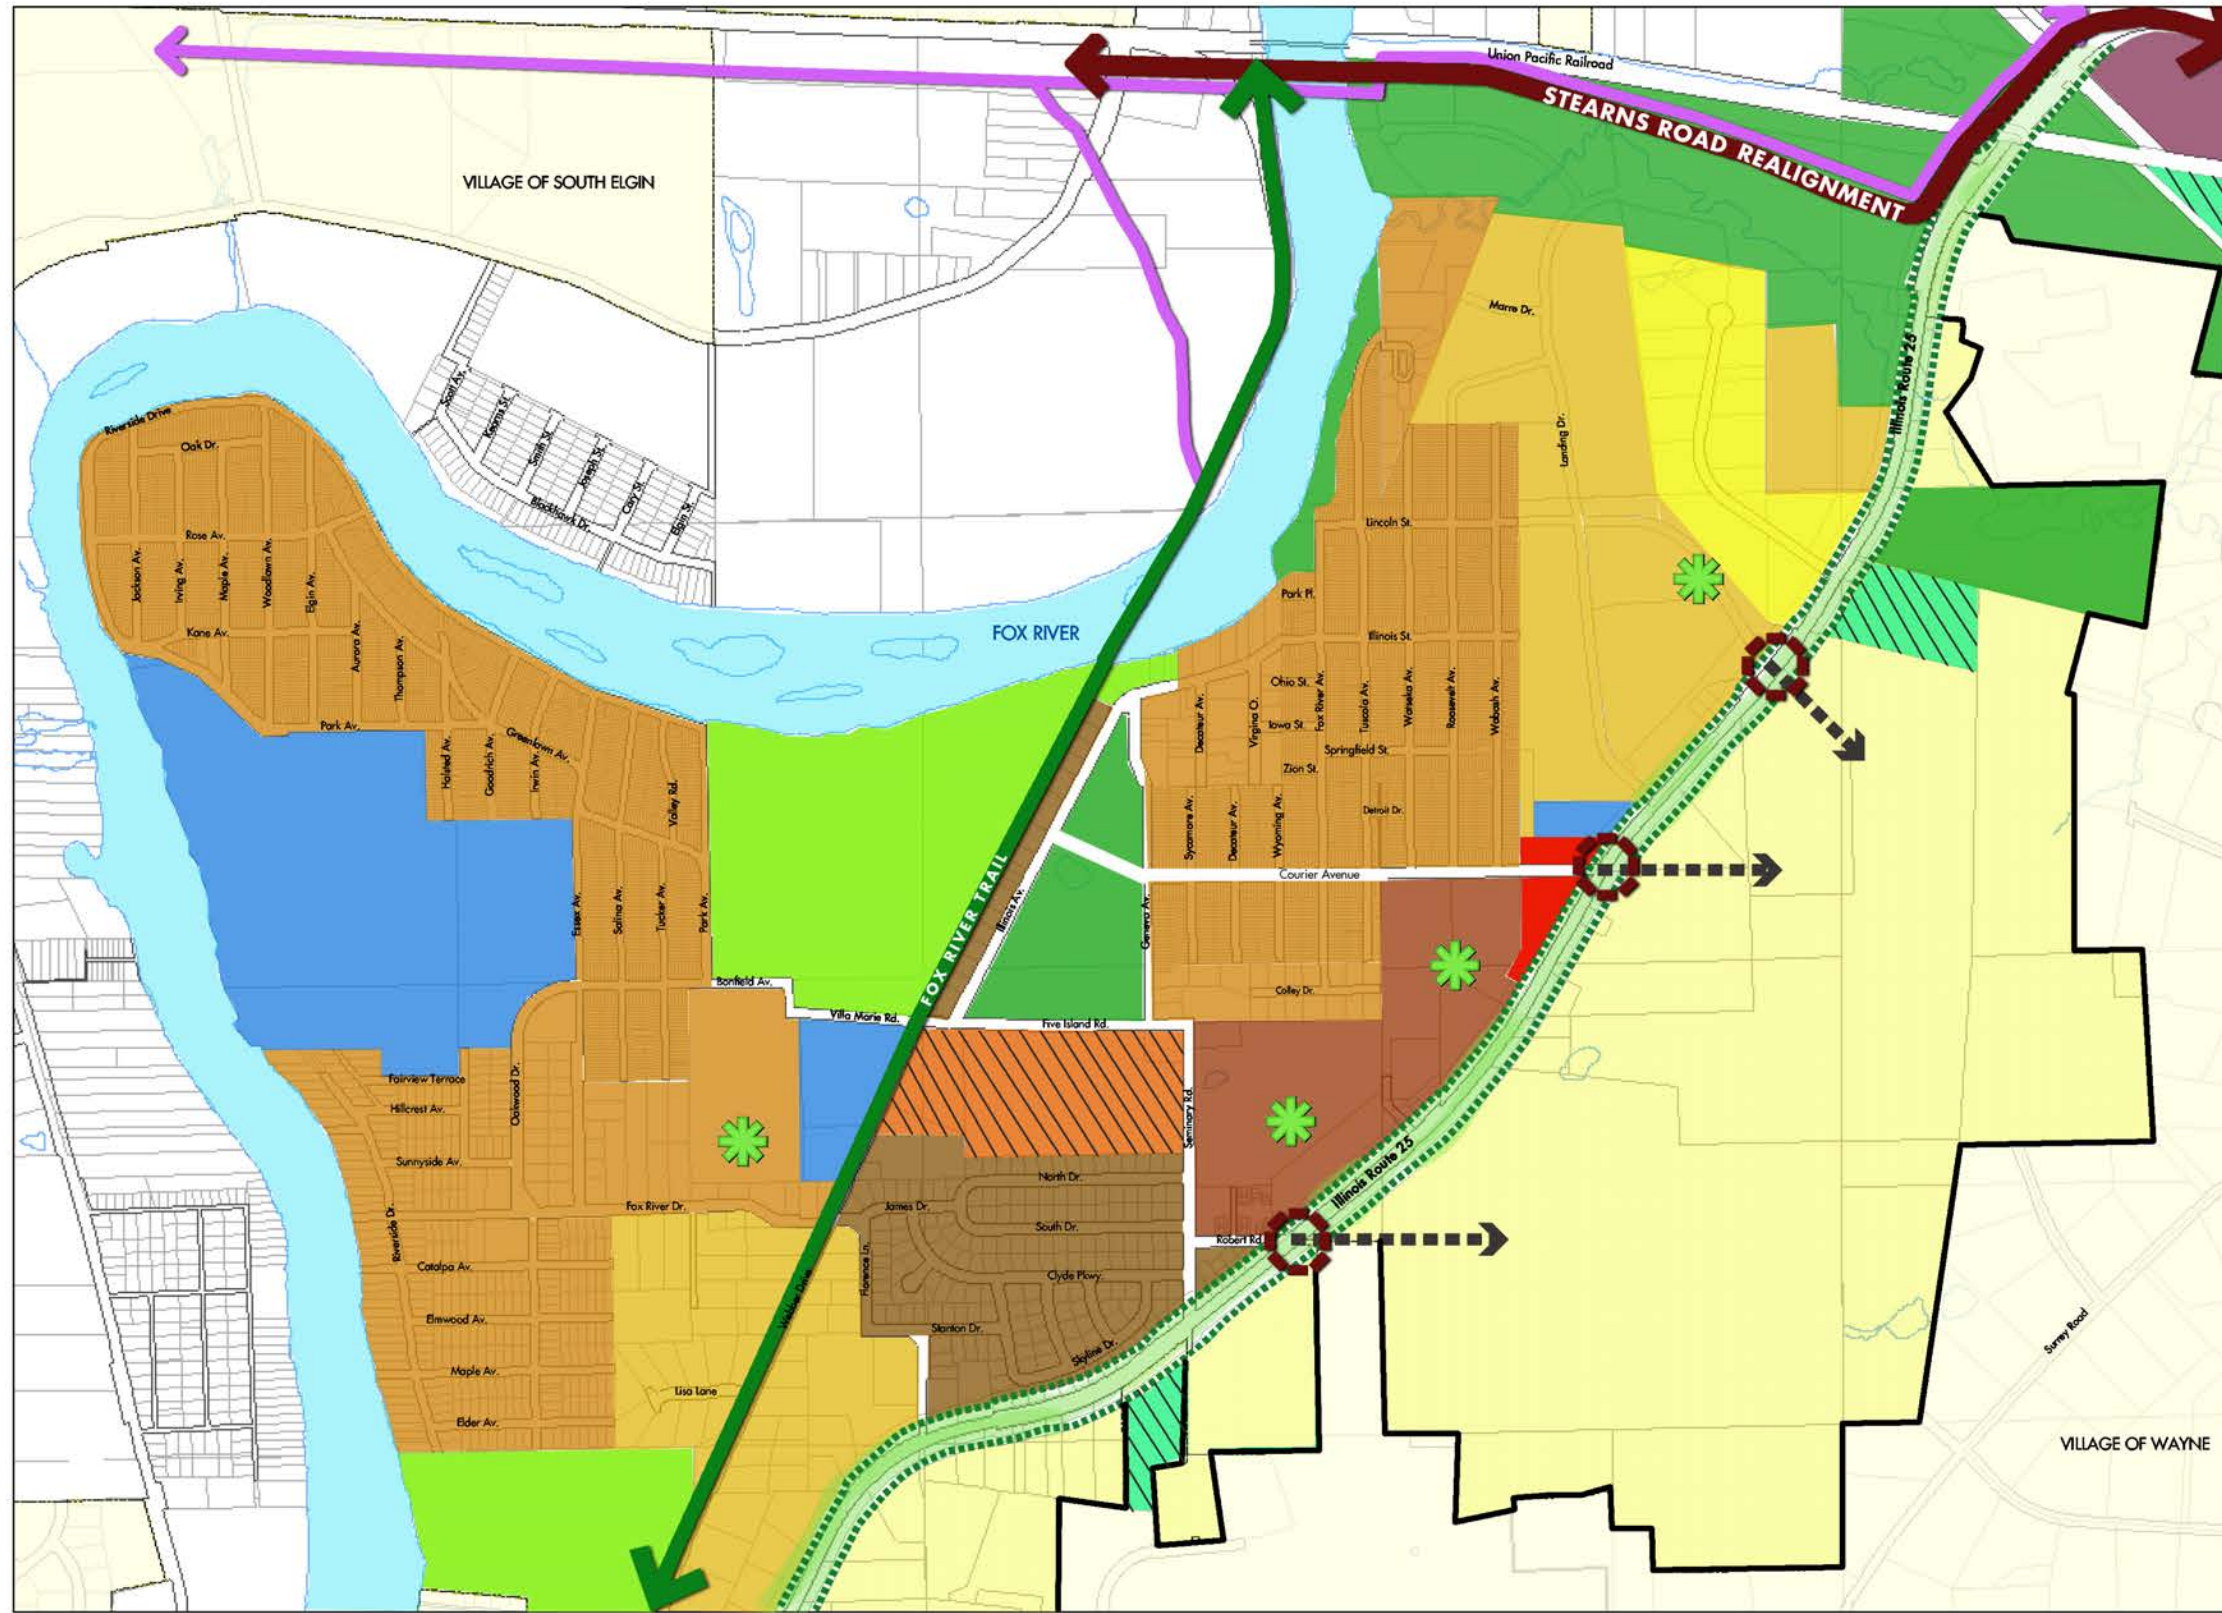 Union Pacific Railroad
STEARNS ROAD REALIGNMENT
VILLAGE OF SOUTH ELGIN
Marre Dr.
Illinois Route 25
Scott Av.
Kearns St.
Smith St.
Joseph St.
Cary St.
Elgin St.
Blackhawk Dr.
Landing Dr.
Riverside Drive
Oak Dr.
Rose Av.
Jackson Av.
Irving Av.
Maple Av.
Woodlawn Av.
Elgin Av.
Kane Av.
Aurora Av.
Thompson Av.
Lincoln St.
Park Pl.
FOX RIVER
Illinois St.
Ohio St.
Fox River Av.
Tuscola Av.
Watseka Av.
Roosevelt Av.
Wabash Av.
Decateur Av.
Virginia O.
Iowa St.
Springfield St.
Zion St.
Park Av.
Greenlawn Av.
Halsted Av.
Goodrich Av.
Irwin Av.
Valley Rd.
Detroit Dr.
Sycamore Av.
Decateur Av.
Wyoming Av.
Courier Avenue
FOX RIVER TRAIL
Illinois Av.
Geneva Av.
Essex Av.
Salina Av.
Tucker Av.
Park Av.
Bonfield Av.
Villa Marie Rd.
Five Island Rd.
Colley Dr.
Fairview Terrace
Hillcrest Av.
Oakwood Dr.
Sunnyside Av.
Seminary Rd.
North Dr.
Illinois Route 25
Fox River Dr.
James Dr.
South Dr.
Robert Rd.
Riverside Dr.
Catalpa Av.
Florence Ln.
Clyde Pkwy.
Elmwood Av.
Stanton Dr.
Skyline Dr.
Maple Av.
Lisa Lane
Elder Av.
Surrey Road
VILLAGE OF WAYNE